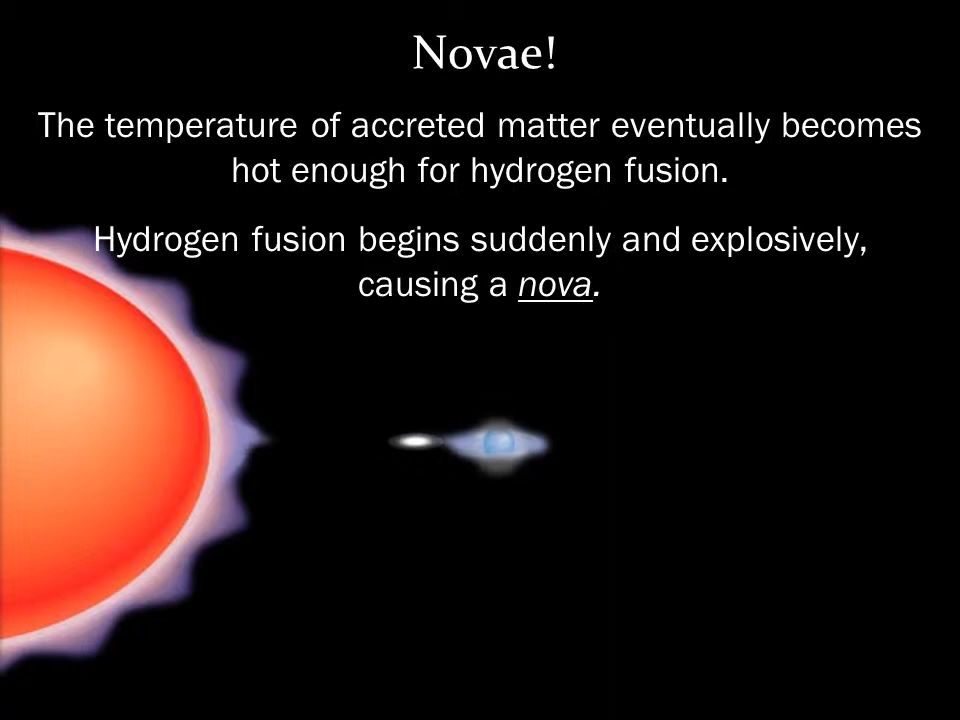 Novae!
The temperature of accreted matter eventually becomes
hot enough for hydrogen fusion.
Hydrogen fusion begins suddenly and explosively,
causing a nova.